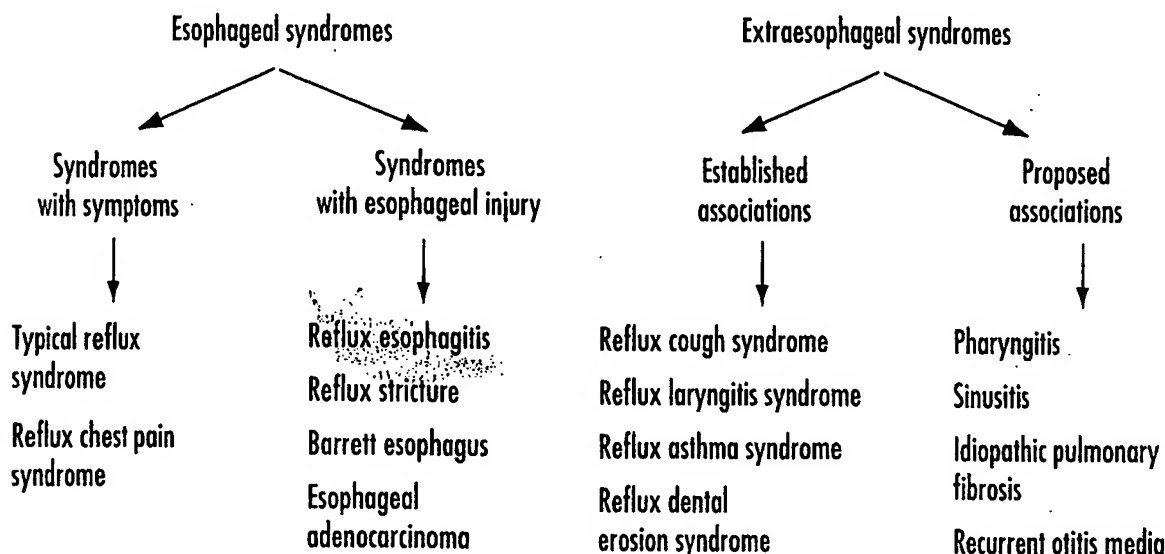 Esophageal syndromes
Extraesophageal syndromes
Syndromes
with symptoms
Syndromes
with esophageal injury
Established
associations
Proposed
associations
Typical reflux
syndrome
Reflux chest pain
syndrome
Reflux esophagitis
Reflux stricture
Barrett esophagus
Esophageal
adenocarcinoma
Reflux cough syndrome
Reflux laryngitis syndrome
Reflux asthma syndrome
Reflux dental
erosion syndrome
Pharyngitis
Sinusitis
Idiopathic pulmonary
fibrosis
Recurrent otitis media